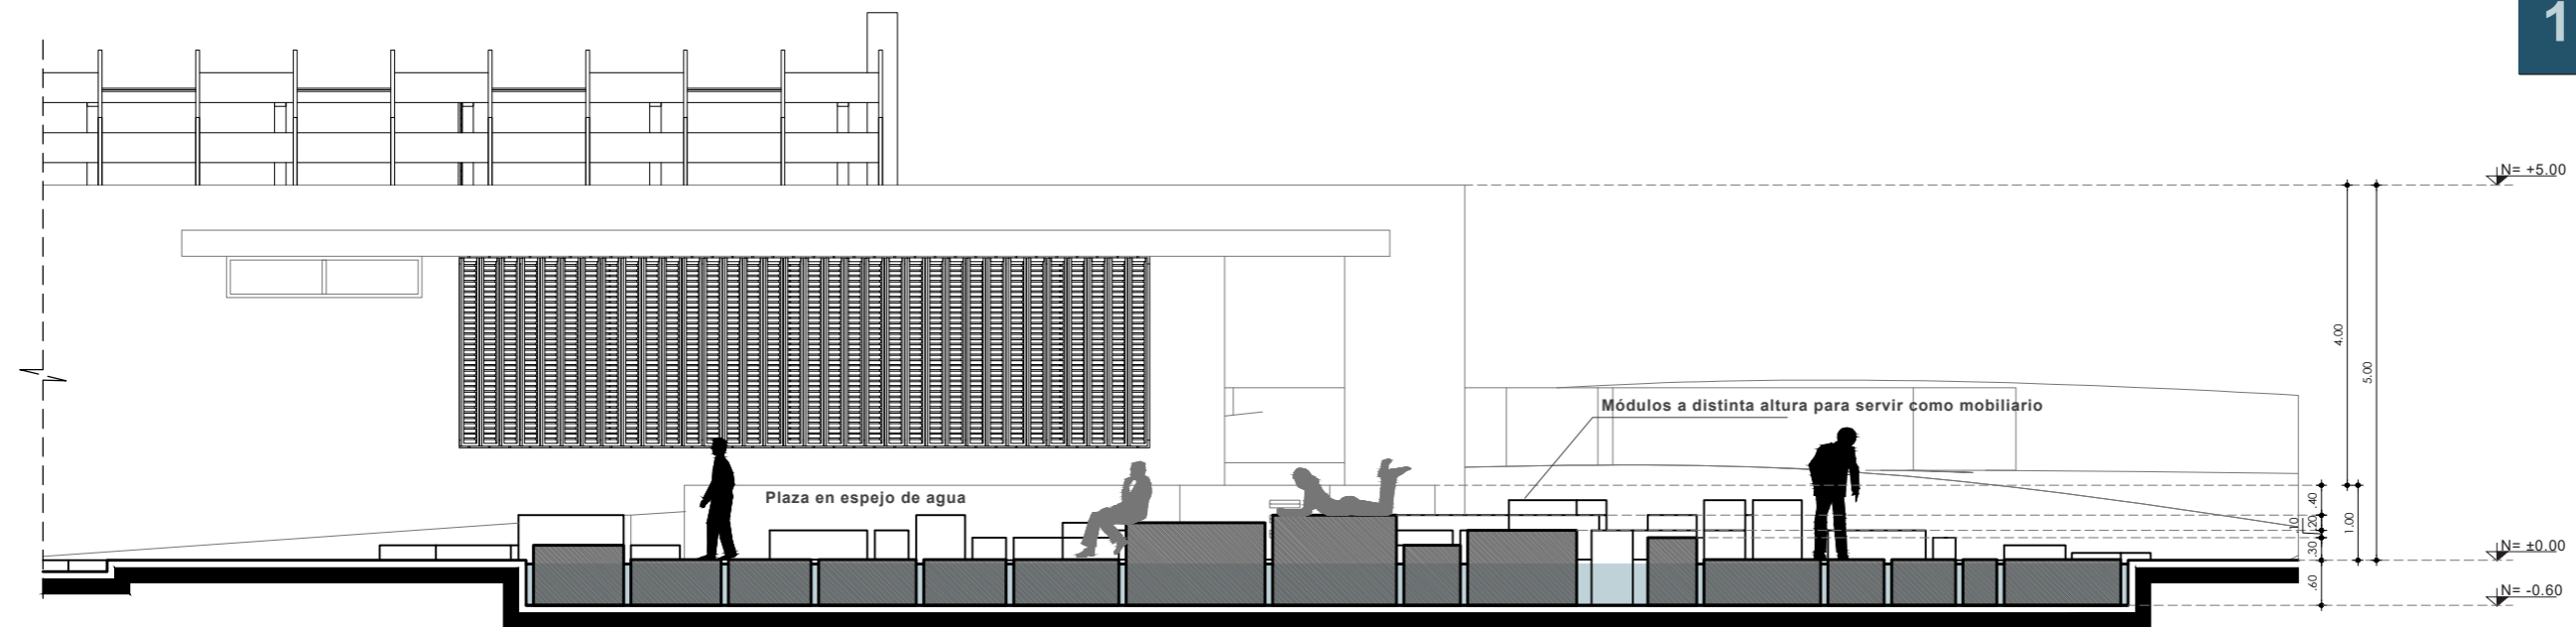 1
N= +5.00
4.00
5.00
Módulos a distinta altura para servir como mobiliario
Plaza en espejo de agua
.40
.10
.20
1.00
.30
N= ±0.00
.60
N= -0.60